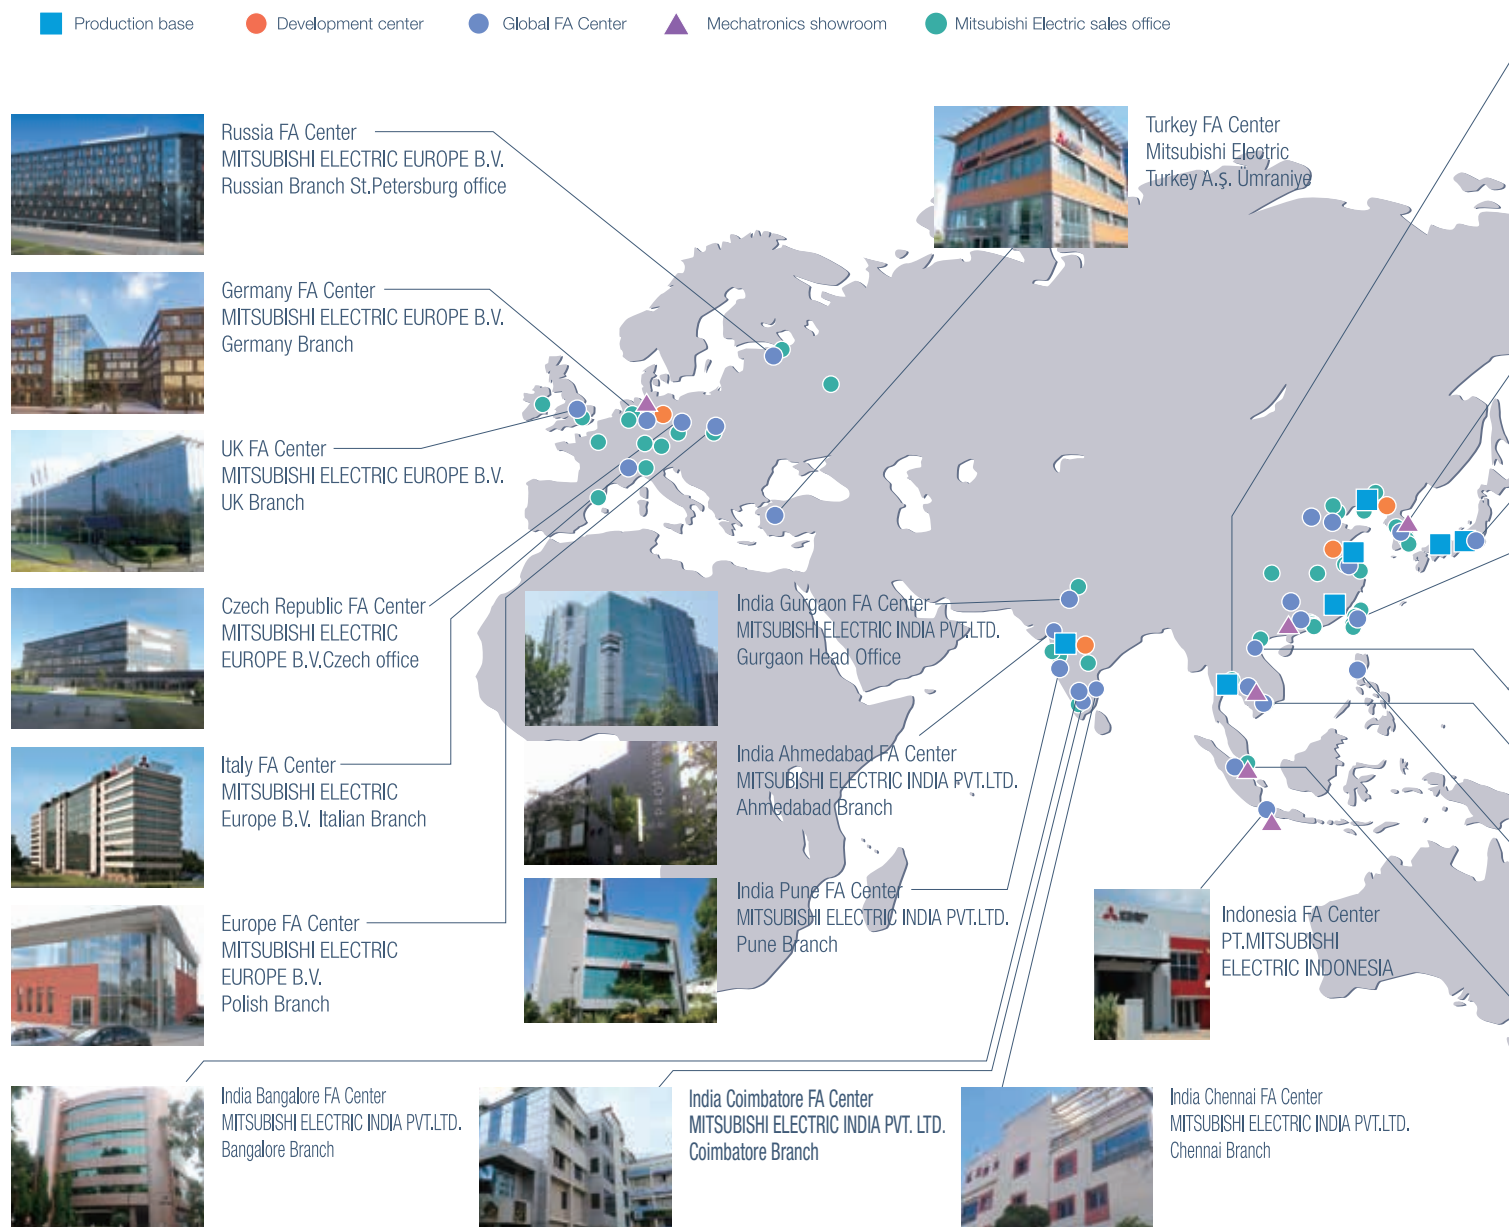 Production base
Development center
Global FA Center
Mechatronics showroom
Mitsubishi Electric sales office
Russia FA Center
MITSUBISHI ELECTRIC EUROPE B.V.
Russian Branch St.Petersburg office
Turkey FA Center
Mitsubishi Electric
Turkey A.Ş. Ümraniye
Germany FA Center
MITSUBISHI ELECTRIC EUROPE B.V.
Germany Branch
UK FA Center
MITSUBISHI ELECTRIC EUROPE B.V.
UK Branch
Czech Republic FA Center
MITSUBISHI ELECTRIC
EUROPE B.V.Czech office
India Gurgaon FA Center
MITSUBISHI ELECTRIC INDIA PVT.LTD.
Gurgaon Head Office
Italy FA Center
MITSUBISHI ELECTRIC
Europe B.V. Italian Branch
India Ahmedabad FA Center
MITSUBISHI ELECTRIC INDIA PVT.LTD.
Ahmedabad Branch
Europe FA Center
MITSUBISHI ELECTRIC
EUROPE B.V.
Polish Branch
India Pune FA Center
MITSUBISHI ELECTRIC INDIA PVT.LTD.
Pune Branch
Indonesia FA Center
PT.MITSUBISHI
ELECTRIC INDONESIA
India Bangalore FA Center
MITSUBISHI ELECTRIC INDIA PVT.LTD.
Bangalore Branch
India Coimbatore FA Center
MITSUBISHI ELECTRIC INDIA PVT. LTD.
Coimbatore Branch
India Chennai FA Center
MITSUBISHI ELECTRIC INDIA PVT.LTD.
Chennai Branch